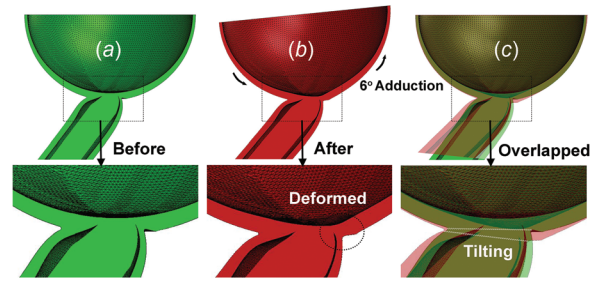 (a)
(b)
(c)
6° Adduction
Before
After
Overlapped
Deformed
Tilting